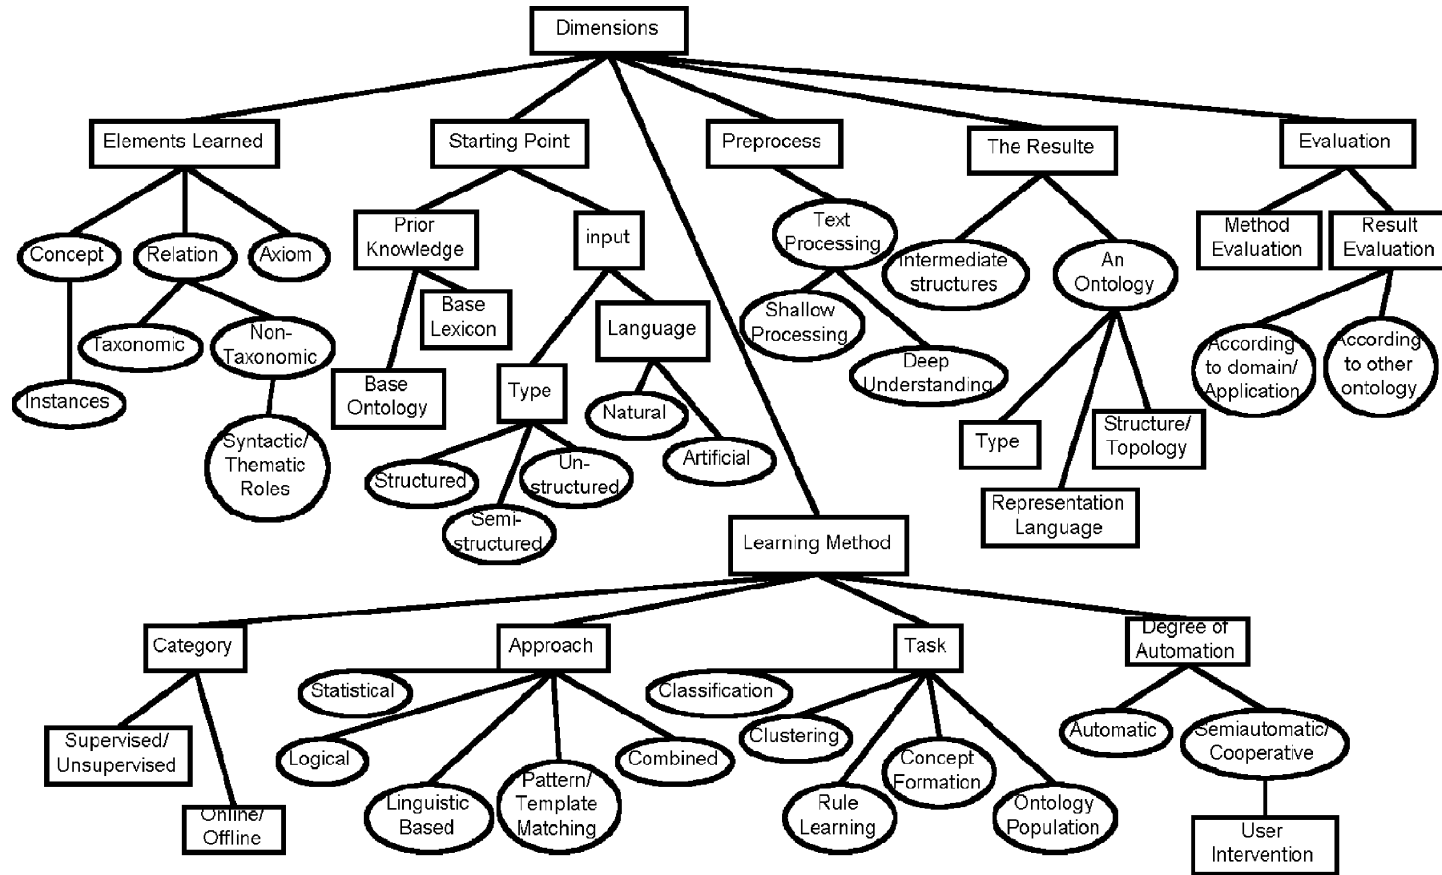 Dimensions
Elements Learned
Starting Point
Preprocess
The Resulte
Evaluation
Concept
Relation
Axiom
Prior
Knowledge
input
Text
Processing
Intermediate
structures
An
Ontology
Method
Evaluation
Result
Evaluation
Taxonomic
Non-
Taxonomic
Base
Lexicon
Language
Shallow
Processing
Deep
Understanding
According
to domain/
Application
According
to other
ontology
Instances
Base
Ontology
Type
Natural
Artificial
Type
Structure/
Topology
Syntactic/
Thematic
Roles
Structured
Un-
structured
Semi-
structured
Representation
Language
Learning Method
Category
Approach
Task
Degree of
Automation
Supervised/
Unsupervised
Online/
Offline
Statistical
Logical
Linguistic
Based
Pattern/
Template
Matching
Combined
Classification
Clustering
Rule
Learning
Concept
Formation
Ontology
Population
Automatic
Semiautomatic/
Cooperative
User
Intervention